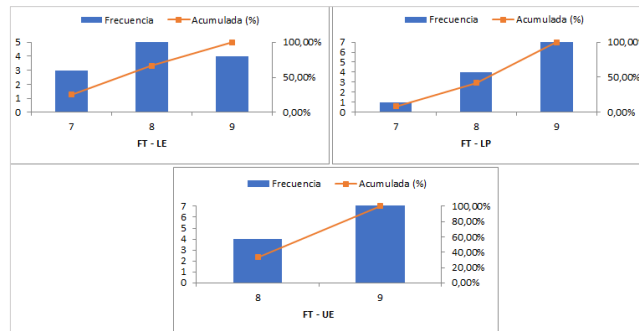 Frecuencia Acumulada (%)
5 100,00%
4
3 50,00%
2
1
0 0,00%
7 8 9
FT - LE
Frecuencia Acumulada (%)
7 100,00%
6
5
4 50,00%
3
2
1
0 0,00%
7 8 9
FT - LP
Frecuencia Acumulada (%)
7 100,00%
6 80,00%
5
4 60,00%
3 40,00%
2
1 20,00%
0 0,00%
8 9
FT - UE